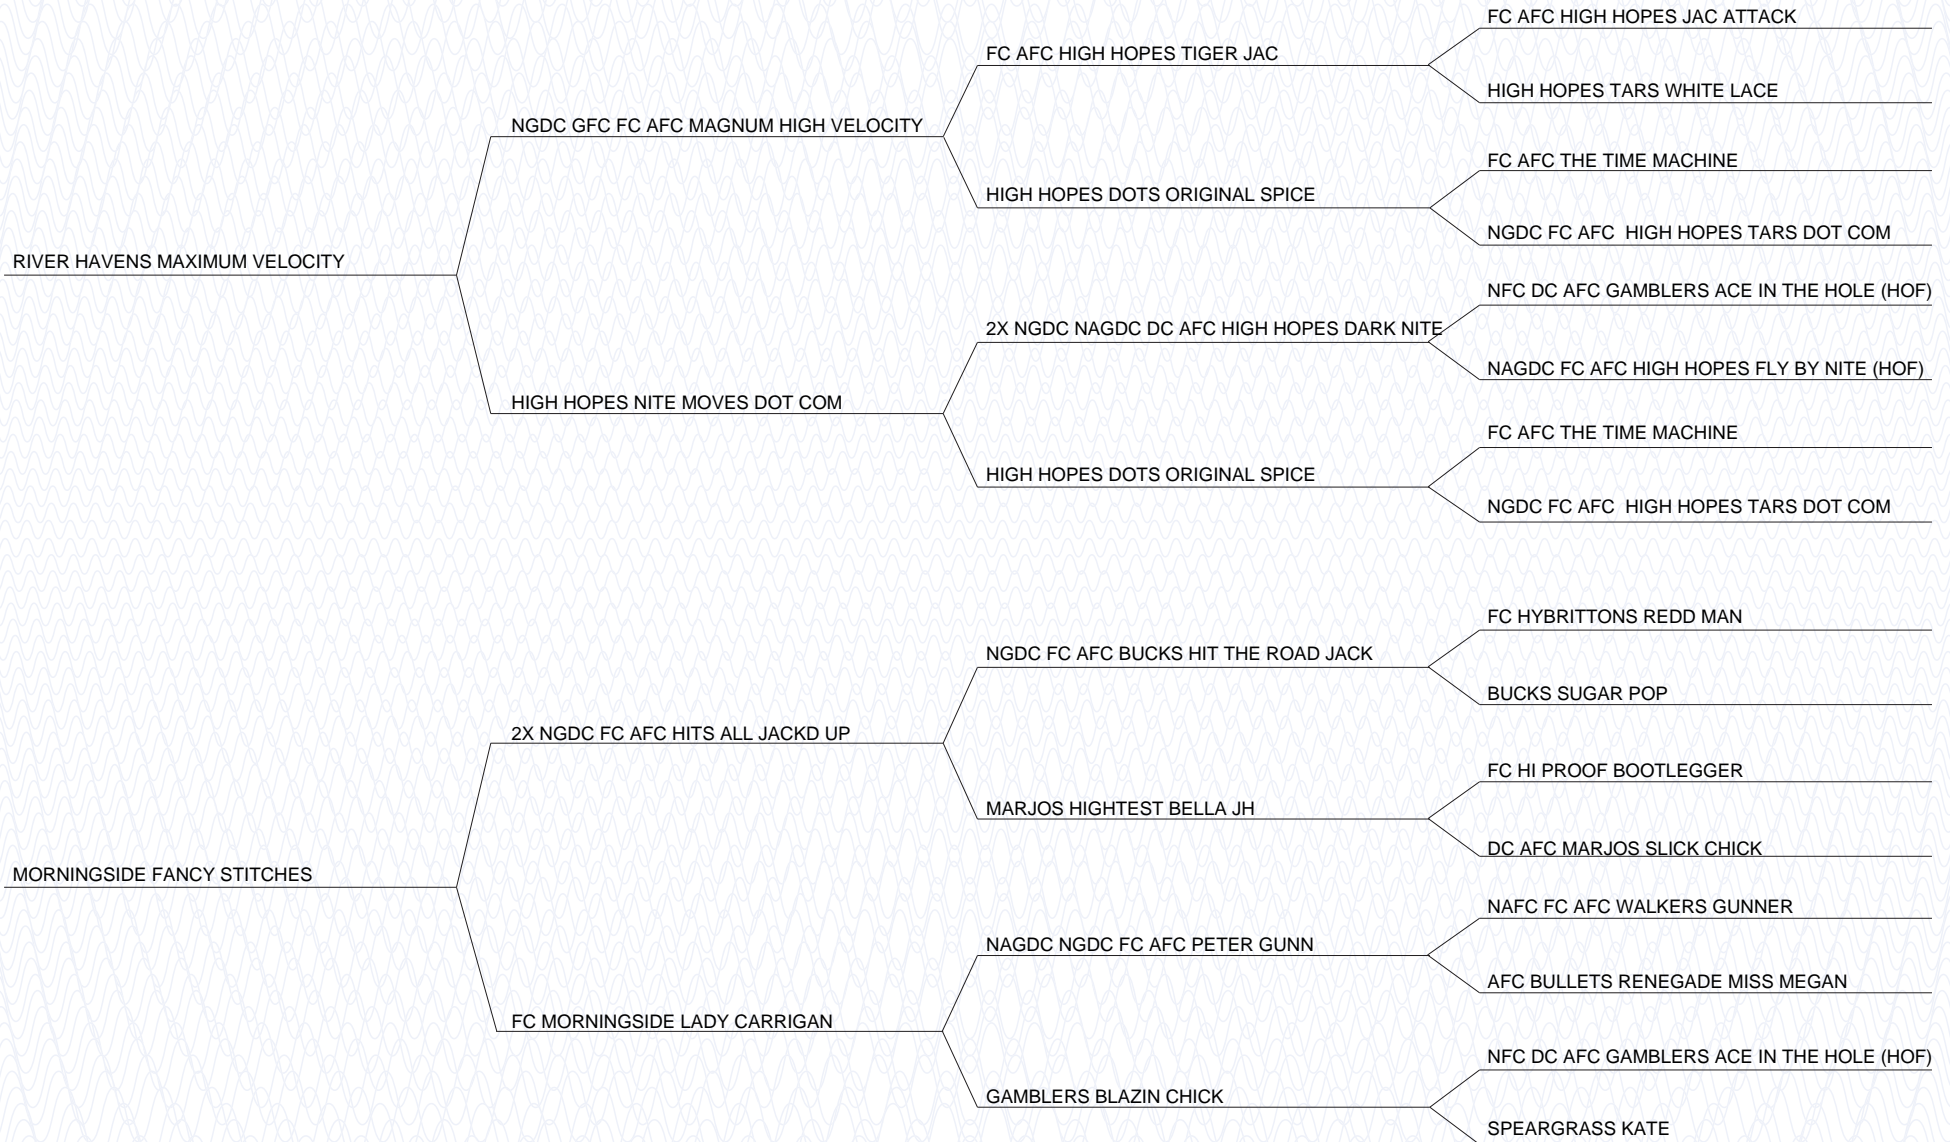 FC AFC HIGH HOPES JAC ATTACK
FC AFC HIGH HOPES TIGER JAC
HIGH HOPES TARS WHITE LACE
NGDC GFC FC AFC MAGNUM HIGH VELOCITY
FC AFC THE TIME MACHINE
HIGH HOPES DOTS ORIGINAL SPICE
NGDC FC AFC  HIGH HOPES TARS DOT COM
RIVER HAVENS MAXIMUM VELOCITY
NFC DC AFC GAMBLERS ACE IN THE HOLE (HOF)
2X NGDC NAGDC DC AFC HIGH HOPES DARK NITE
NAGDC FC AFC HIGH HOPES FLY BY NITE (HOF)
HIGH HOPES NITE MOVES DOT COM
FC AFC THE TIME MACHINE
HIGH HOPES DOTS ORIGINAL SPICE
NGDC FC AFC  HIGH HOPES TARS DOT COM
FC HYBRITTONS REDD MAN
NGDC FC AFC BUCKS HIT THE ROAD JACK
BUCKS SUGAR POP
2X NGDC FC AFC HITS ALL JACKD UP
FC HI PROOF BOOTLEGGER
MARJOS HIGHTEST BELLA JH
DC AFC MARJOS SLICK CHICK
MORNINGSIDE FANCY STITCHES
NAFC FC AFC WALKERS GUNNER
NAGDC NGDC FC AFC PETER GUNN
AFC BULLETS RENEGADE MISS MEGAN
FC MORNINGSIDE LADY CARRIGAN
NFC DC AFC GAMBLERS ACE IN THE HOLE (HOF)
GAMBLERS BLAZIN CHICK
SPEARGRASS KATE